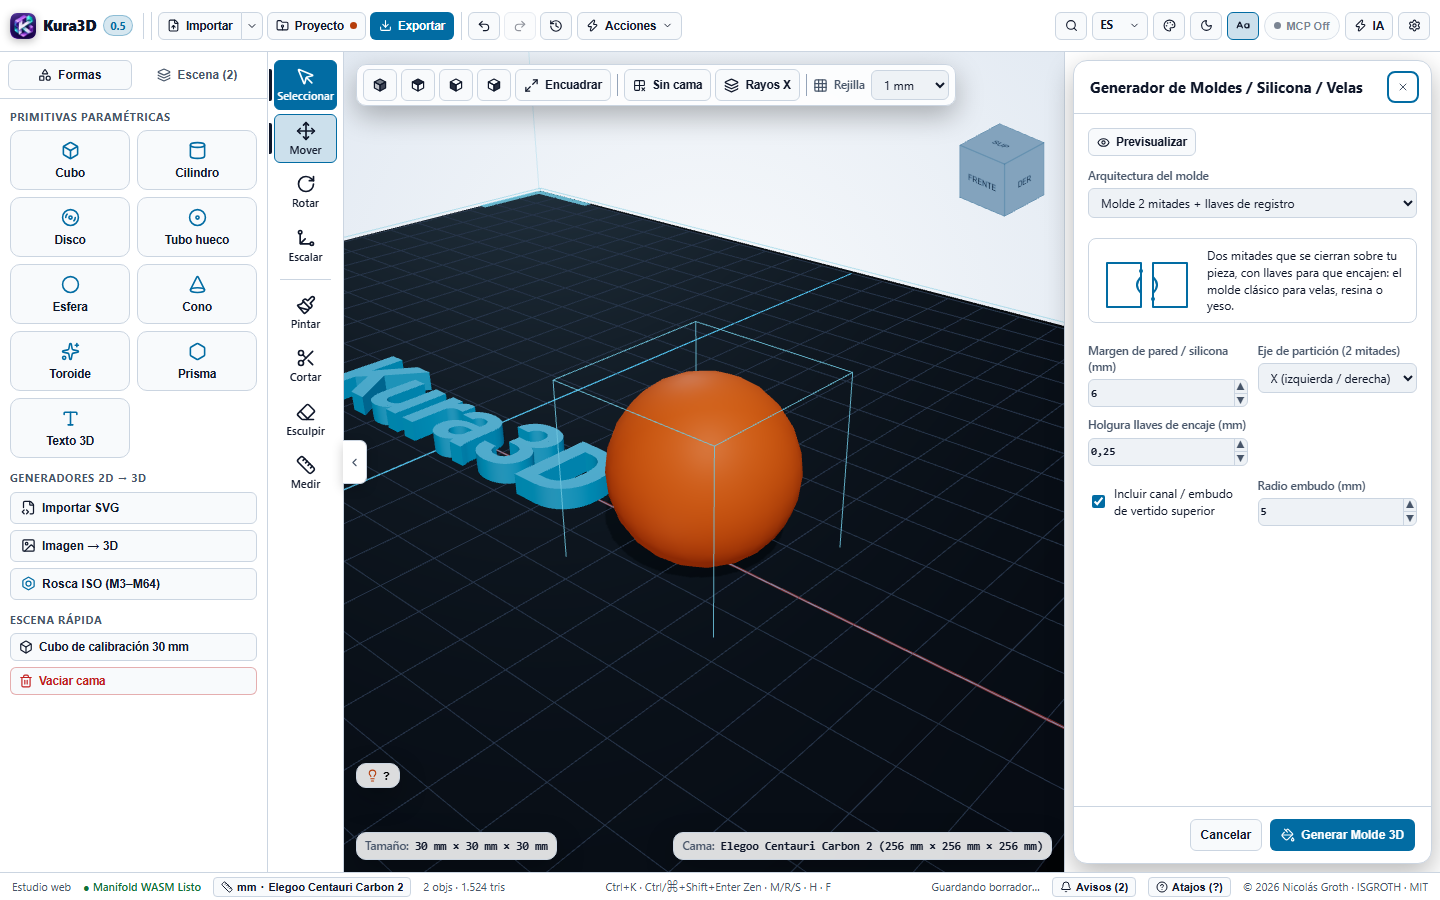 Kura3D
0.5
Importar
Proyecto
Exportar
Acciones
ES
Aa
MCP Off
IA
Formas
Escena (2)
PRIMITIVAS PARAMÉTRICAS
Cubo
Cilindro
Disco
Tubo hueco
Esfera
Cono
Toroide
Prisma
Texto 3D
GENERADORES 2D → 3D
Importar SVG
Imagen → 3D
Rosca ISO (M3–M64)
ESCENA RÁPIDA
Cubo de calibración 30 mm
Vaciar cama
Seleccionar
Mover
Rotar
Escalar
Pintar
Cortar
Esculpir
Medir
Encuadrar
Sin cama
Rayos X
Rejilla
1 mm
SUP
FRENTE
DER
Kura3D
?
Tamaño: 30 mm × 30 mm × 30 mm
Cama: Elegoo Centauri Carbon 2 (256 mm × 256 mm × 256 mm)
Generador de Moldes / Silicona / Velas
Previsualizar
Arquitectura del molde
Molde 2 mitades + llaves de registro
Dos mitades que se cierran sobre tu
pieza, con llaves para que encajen: el
molde clásico para velas, resina o
yeso.
Margen de pared / silicona
(mm)
6
Eje de partición (2 mitades)
X (izquierda / derecha)
Holgura llaves de encaje (mm)
0,25
Incluir canal / embudo
de vertido superior
Radio embudo (mm)
5
Cancelar
Generar Molde 3D
Estudio web
Manifold WASM Listo
mm · Elegoo Centauri Carbon 2
2 objs · 1.524 tris
Ctrl+K · Ctrl/⌘+Shift+Enter Zen · M/R/S · H · F
Guardando borrador...
Avisos (2)
Atajos (?)
© 2026 Nicolás Groth · ISGROTH · MIT